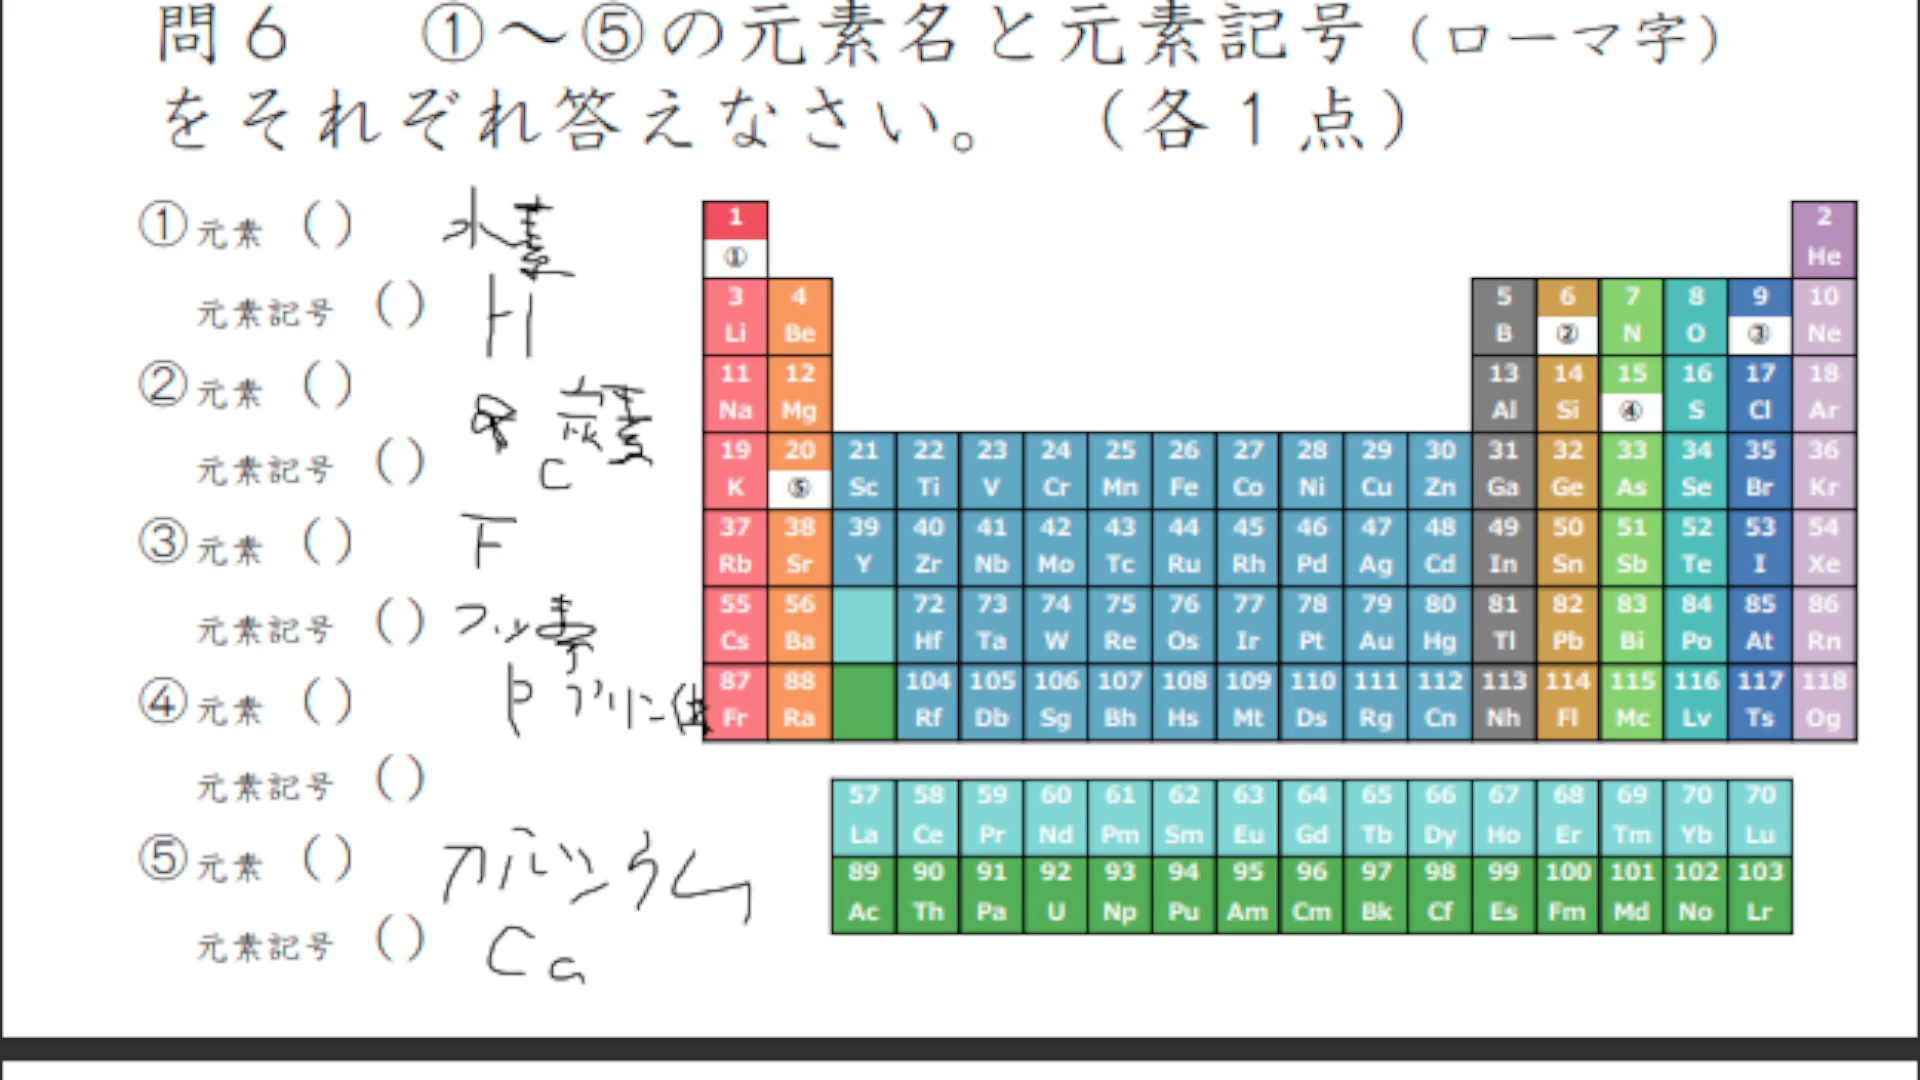 問6 ①～⑤の元素名と元素記号（ローマ字）
をそれぞれ答えなさい。（各1点）
①元素 () 水素
元素記号 () H
②元素 () 炭素
元素記号 () C
③元素 () F
元素記号 () フッ素
④元素 () P
元素記号 ()
⑤元素 () カルシウム
元素記号 () Ca
1 2
① He
3 4 5 6 7 8 9 10
Li Be B ② N O ③ Ne
11 12 13 14 15 16 17 18
Na Mg Al Si ④ S Cl Ar
19 20 21 22 23 24 25 26 27 28 29 30 31 32 33 34 35 36
K ⑤ Sc Ti V Cr Mn Fe Co Ni Cu Zn Ga Ge As Se Br Kr
37 38 39 40 41 42 43 44 45 46 47 48 49 50 51 52 53 54
Rb Sr Y Zr Nb Mo Tc Ru Rh Pd Ag Cd In Sn Sb Te I Xe
55 56 72 73 74 75 76 77 78 79 80 81 82 83 84 85 86
Cs Ba Hf Ta W Re Os Ir Pt Au Hg Tl Pb Bi Po At Rn
87 88 104 105 106 107 108 109 110 111 112 113 114 115 116 117 118
Fr Ra Rf Db Sg Bh Hs Mt Ds Rg Cn Nh Fl Mc Lv Ts Og
57 58 59 60 61 62 63 64 65 66 67 68 69 70 70
La Ce Pr Nd Pm Sm Eu Gd Tb Dy Ho Er Tm Yb Lu
89 90 91 92 93 94 95 96 97 98 99 100 101 102 103
Ac Th Pa U Np Pu Am Cm Bk Cf Es Fm Md No Lr